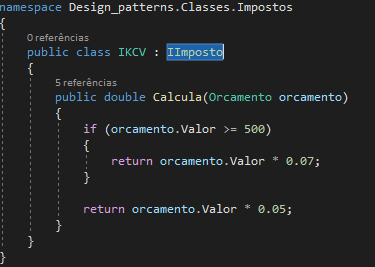 namespace Design_patterns.Classes.Impostos
{
0 referências
public class IKCV : IImposto
{
5 referências
public double Calcula(Orcamento orcamento)
{
if (orcamento.Valor >= 500)
{
return orcamento.Valor * 0.07;
}
return orcamento.Valor * 0.05;
}
}
}